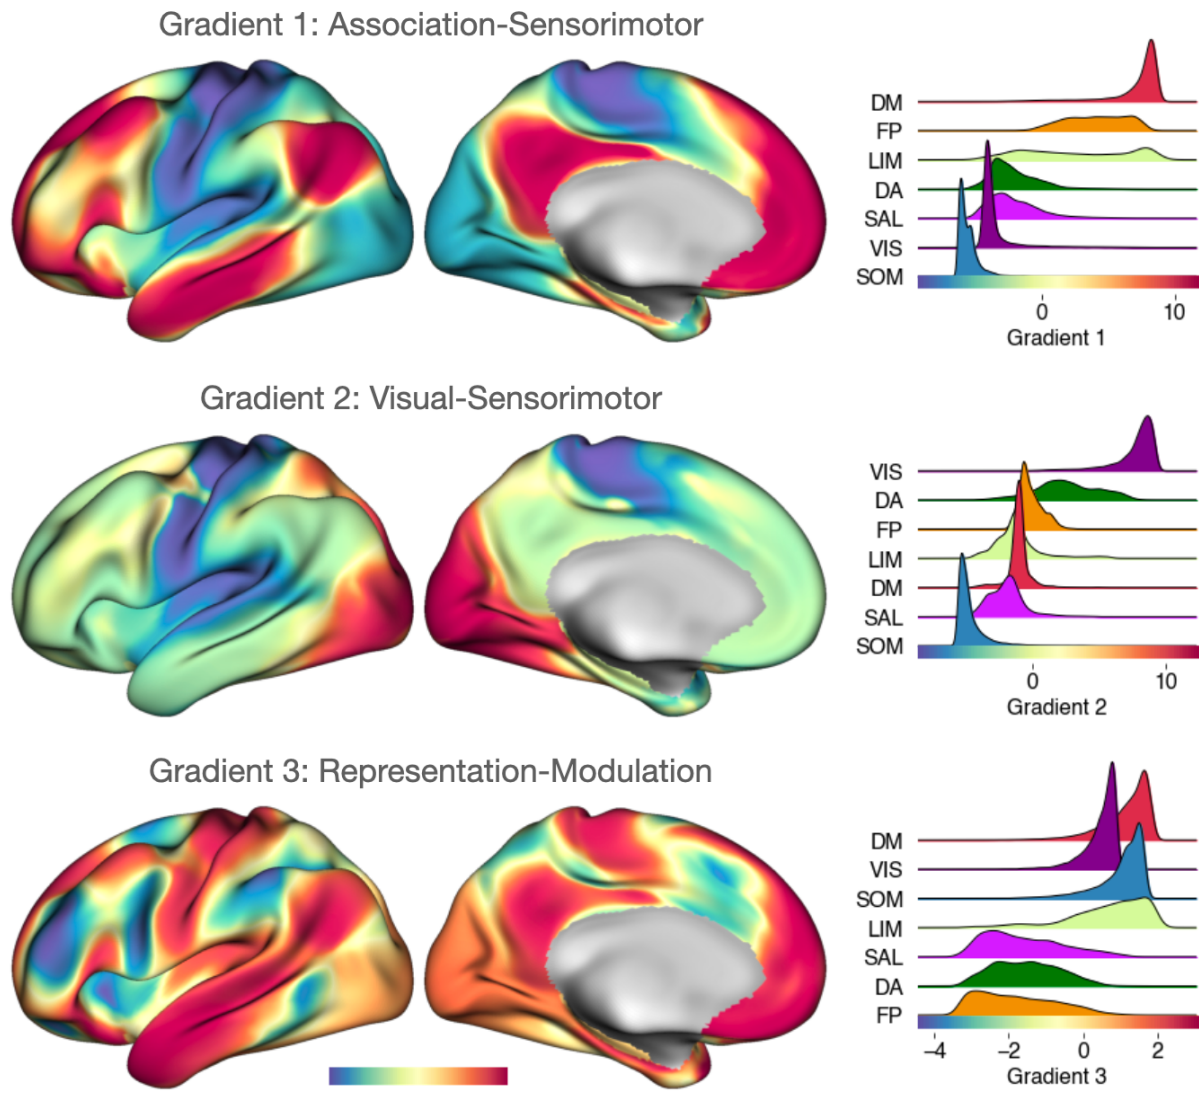 Gradient 1: Association-Sensorimotor
DM
FP
LIM
DA
SAL
VIS
SOM
0 10
Gradient 1
Gradient 2: Visual-Sensorimotor
VIS
DA
FP
LIM
DM
SAL
SOM
0 10
Gradient 2
Gradient 3: Representation-Modulation
DM
VIS
SOM
LIM
SAL
DA
FP
−4 −2 0 2
Gradient 3